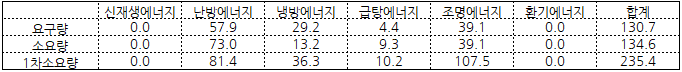 신재생에너지 난방에너지 냉방에너지 급탕에너지 조명에너지 환기에너지 합계
요구량 0.0 57.9 29.2 4.4 39.1 0.0 130.7
소요량 0.0 73.0 13.2 9.3 39.1 0.0 134.6
1차소요량 0.0 81.4 36.3 10.2 107.5 0.0 235.4